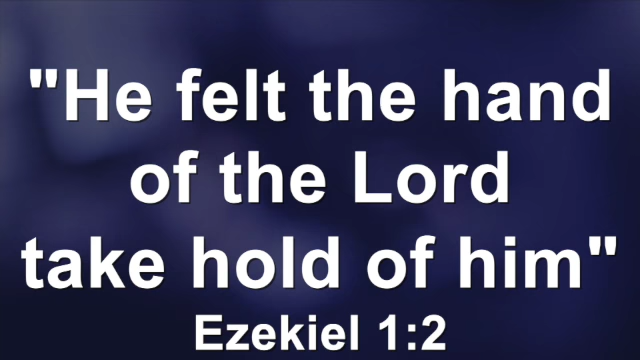 "He felt the hand
of the Lord
take hold of him"
Ezekiel 1:2